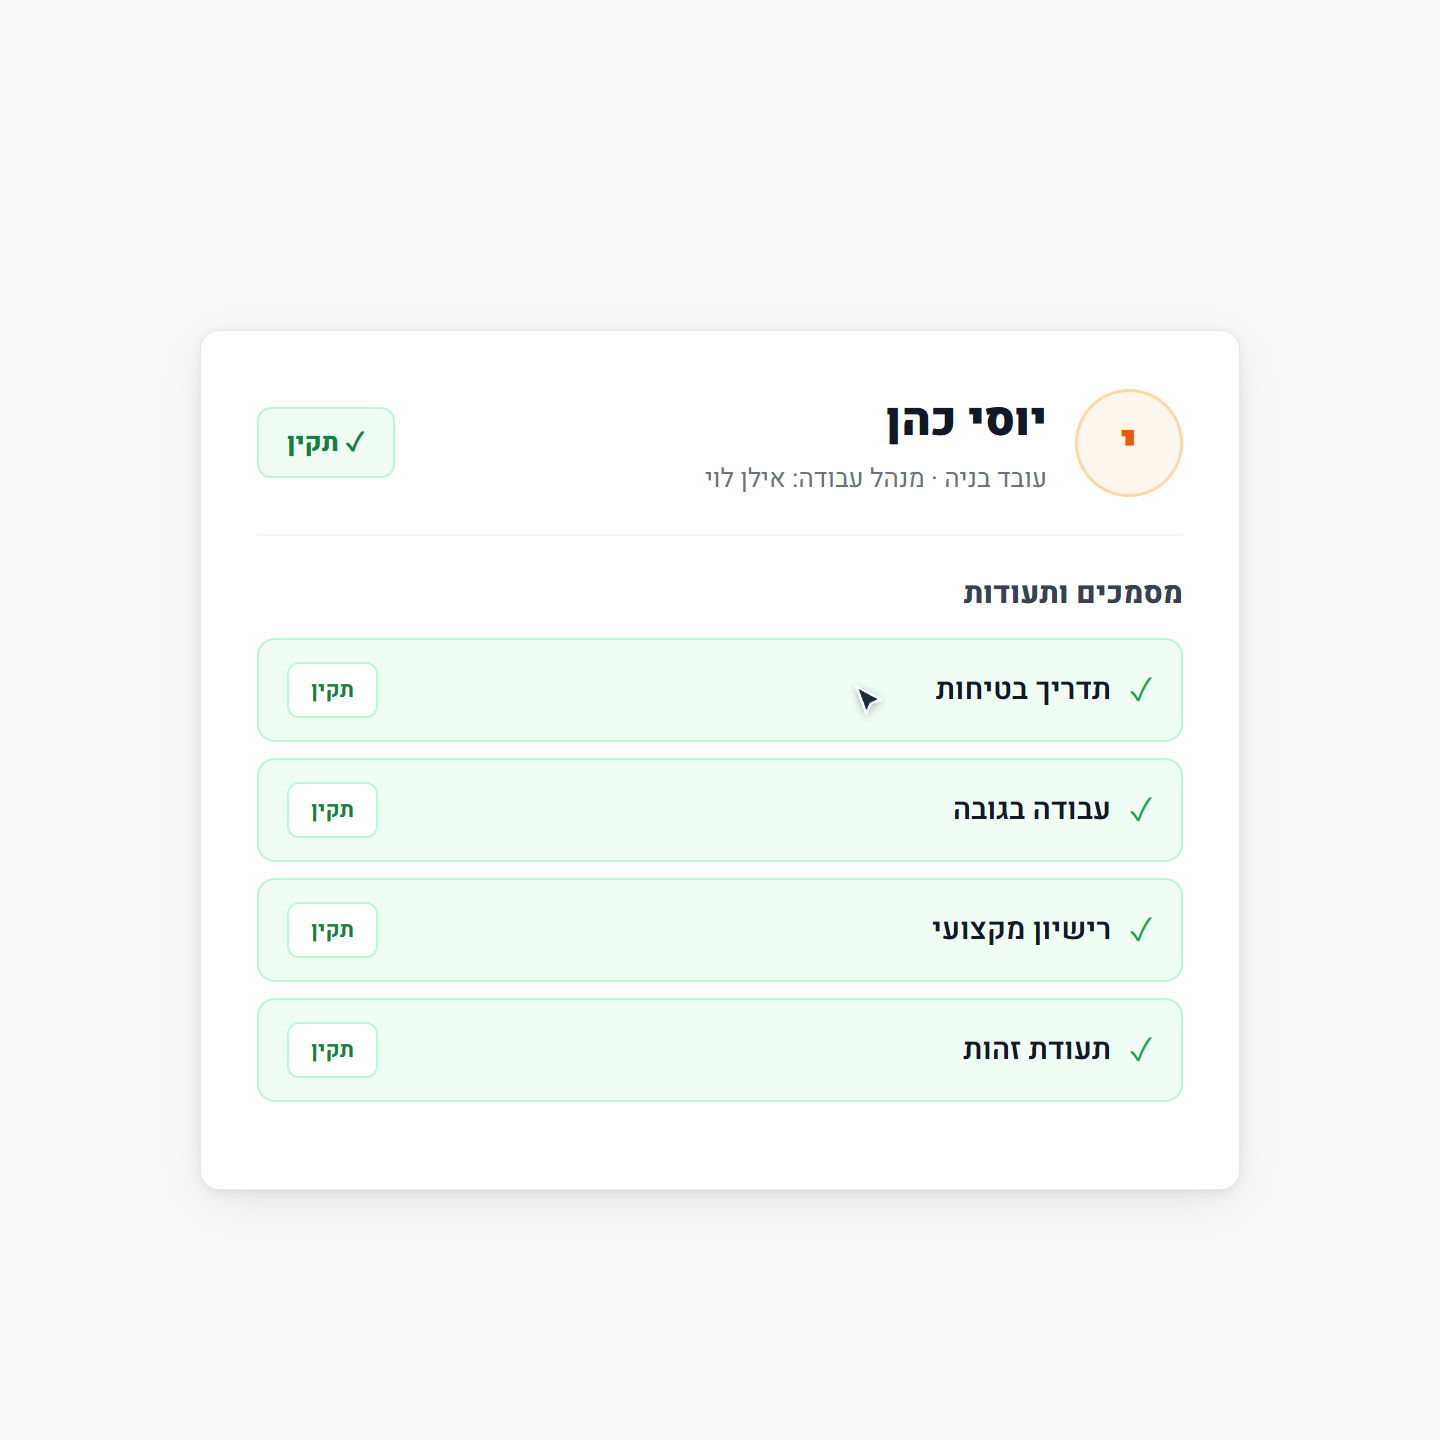 י
יוסי כהן
עובד בניה · מנהל עבודה: אילן לוי
✓ תקין
מסמכים ותעודות
✓ תדריך בטיחות תקין
✓ עבודה בגובה תקין
✓ רישיון מקצועי תקין
✓ תעודת זהות תקין